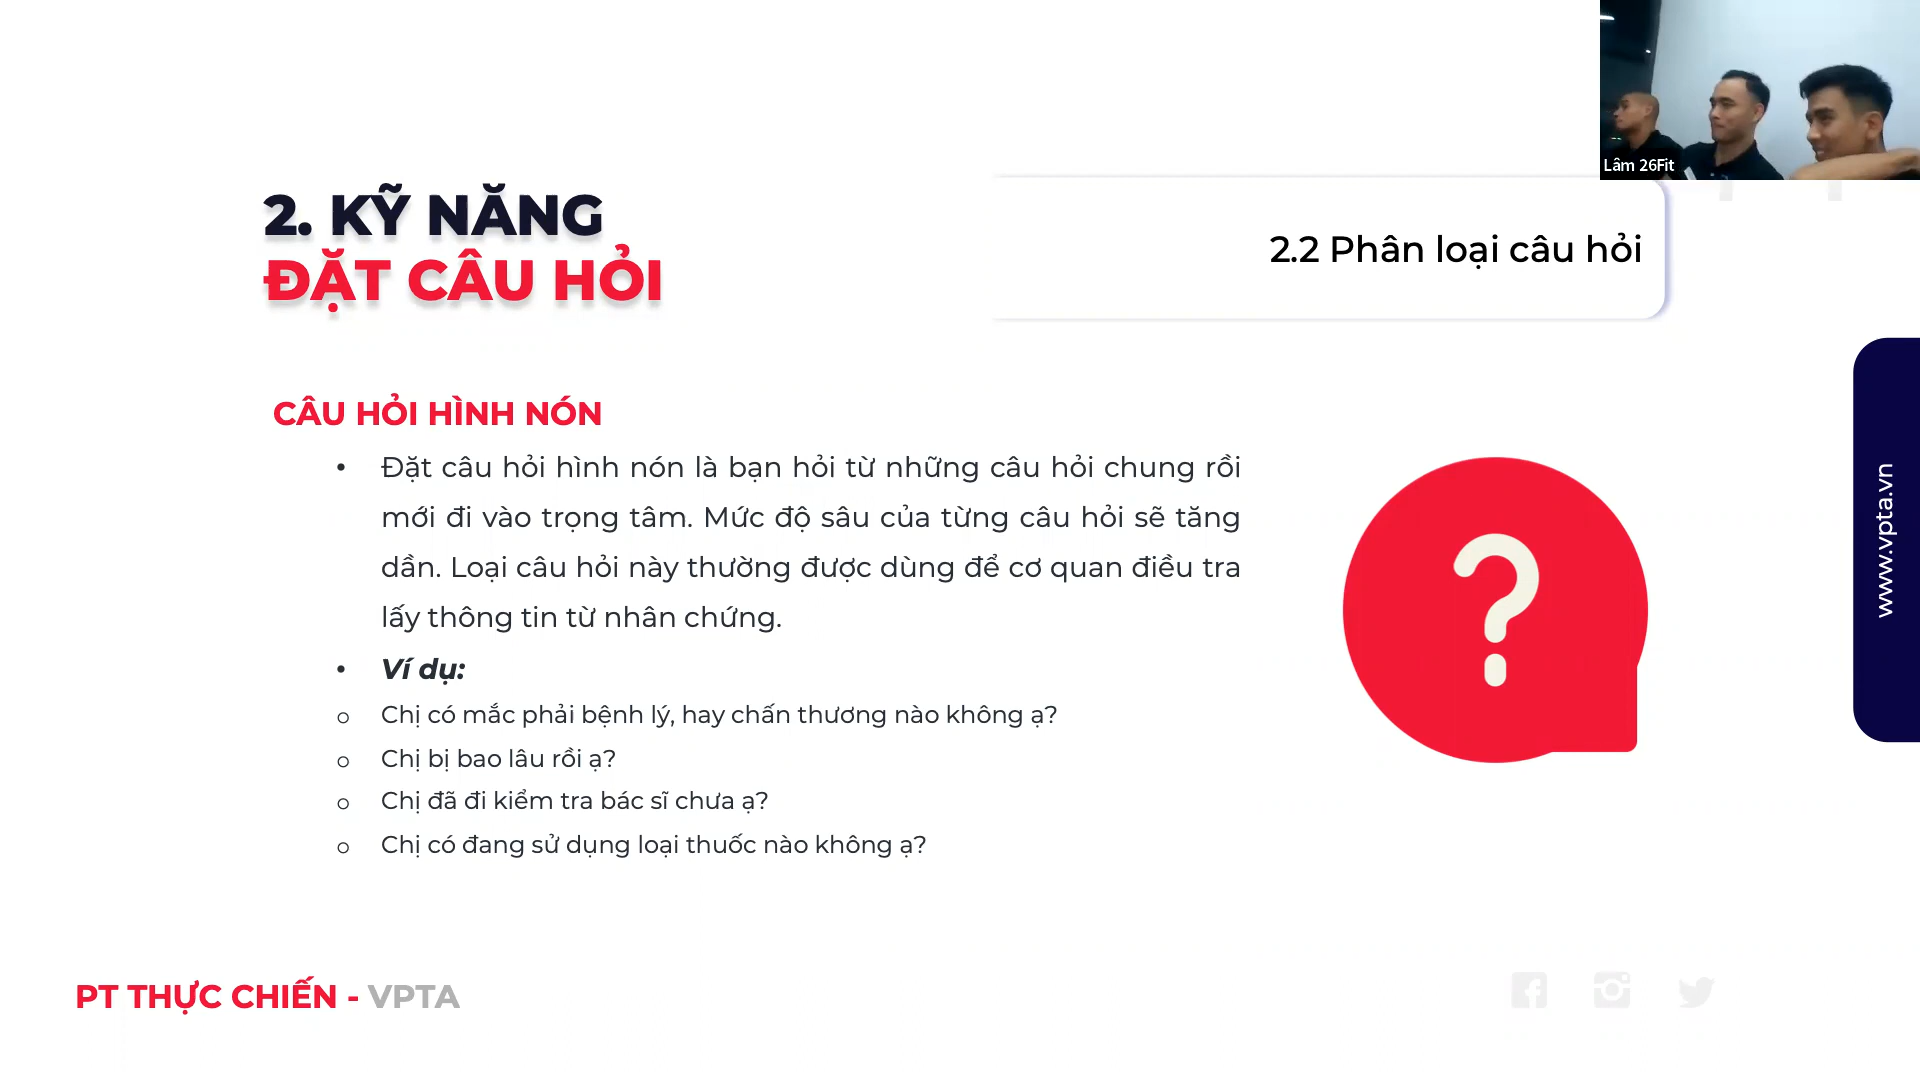 Lâm 26Fit
2. KỸ NĂNG
ĐẶT CÂU HỎI
2.2 Phân loại câu hỏi
CÂU HỎI HÌNH NÓN
• Đặt câu hỏi hình nón là bạn hỏi từ những câu hỏi chung rồi
mới đi vào trọng tâm. Mức độ sâu của từng câu hỏi sẽ tăng
dần. Loại câu hỏi này thường được dùng để cơ quan điều tra
lấy thông tin từ nhân chứng.
• Ví dụ:
o Chị có mắc phải bệnh lý, hay chấn thương nào không ạ?
o Chị bị bao lâu rồi ạ?
o Chị đã đi kiểm tra bác sĩ chưa ạ?
o Chị có đang sử dụng loại thuốc nào không ạ?
?
www.vpta.vn
PT THỰC CHIẾN - VPTA